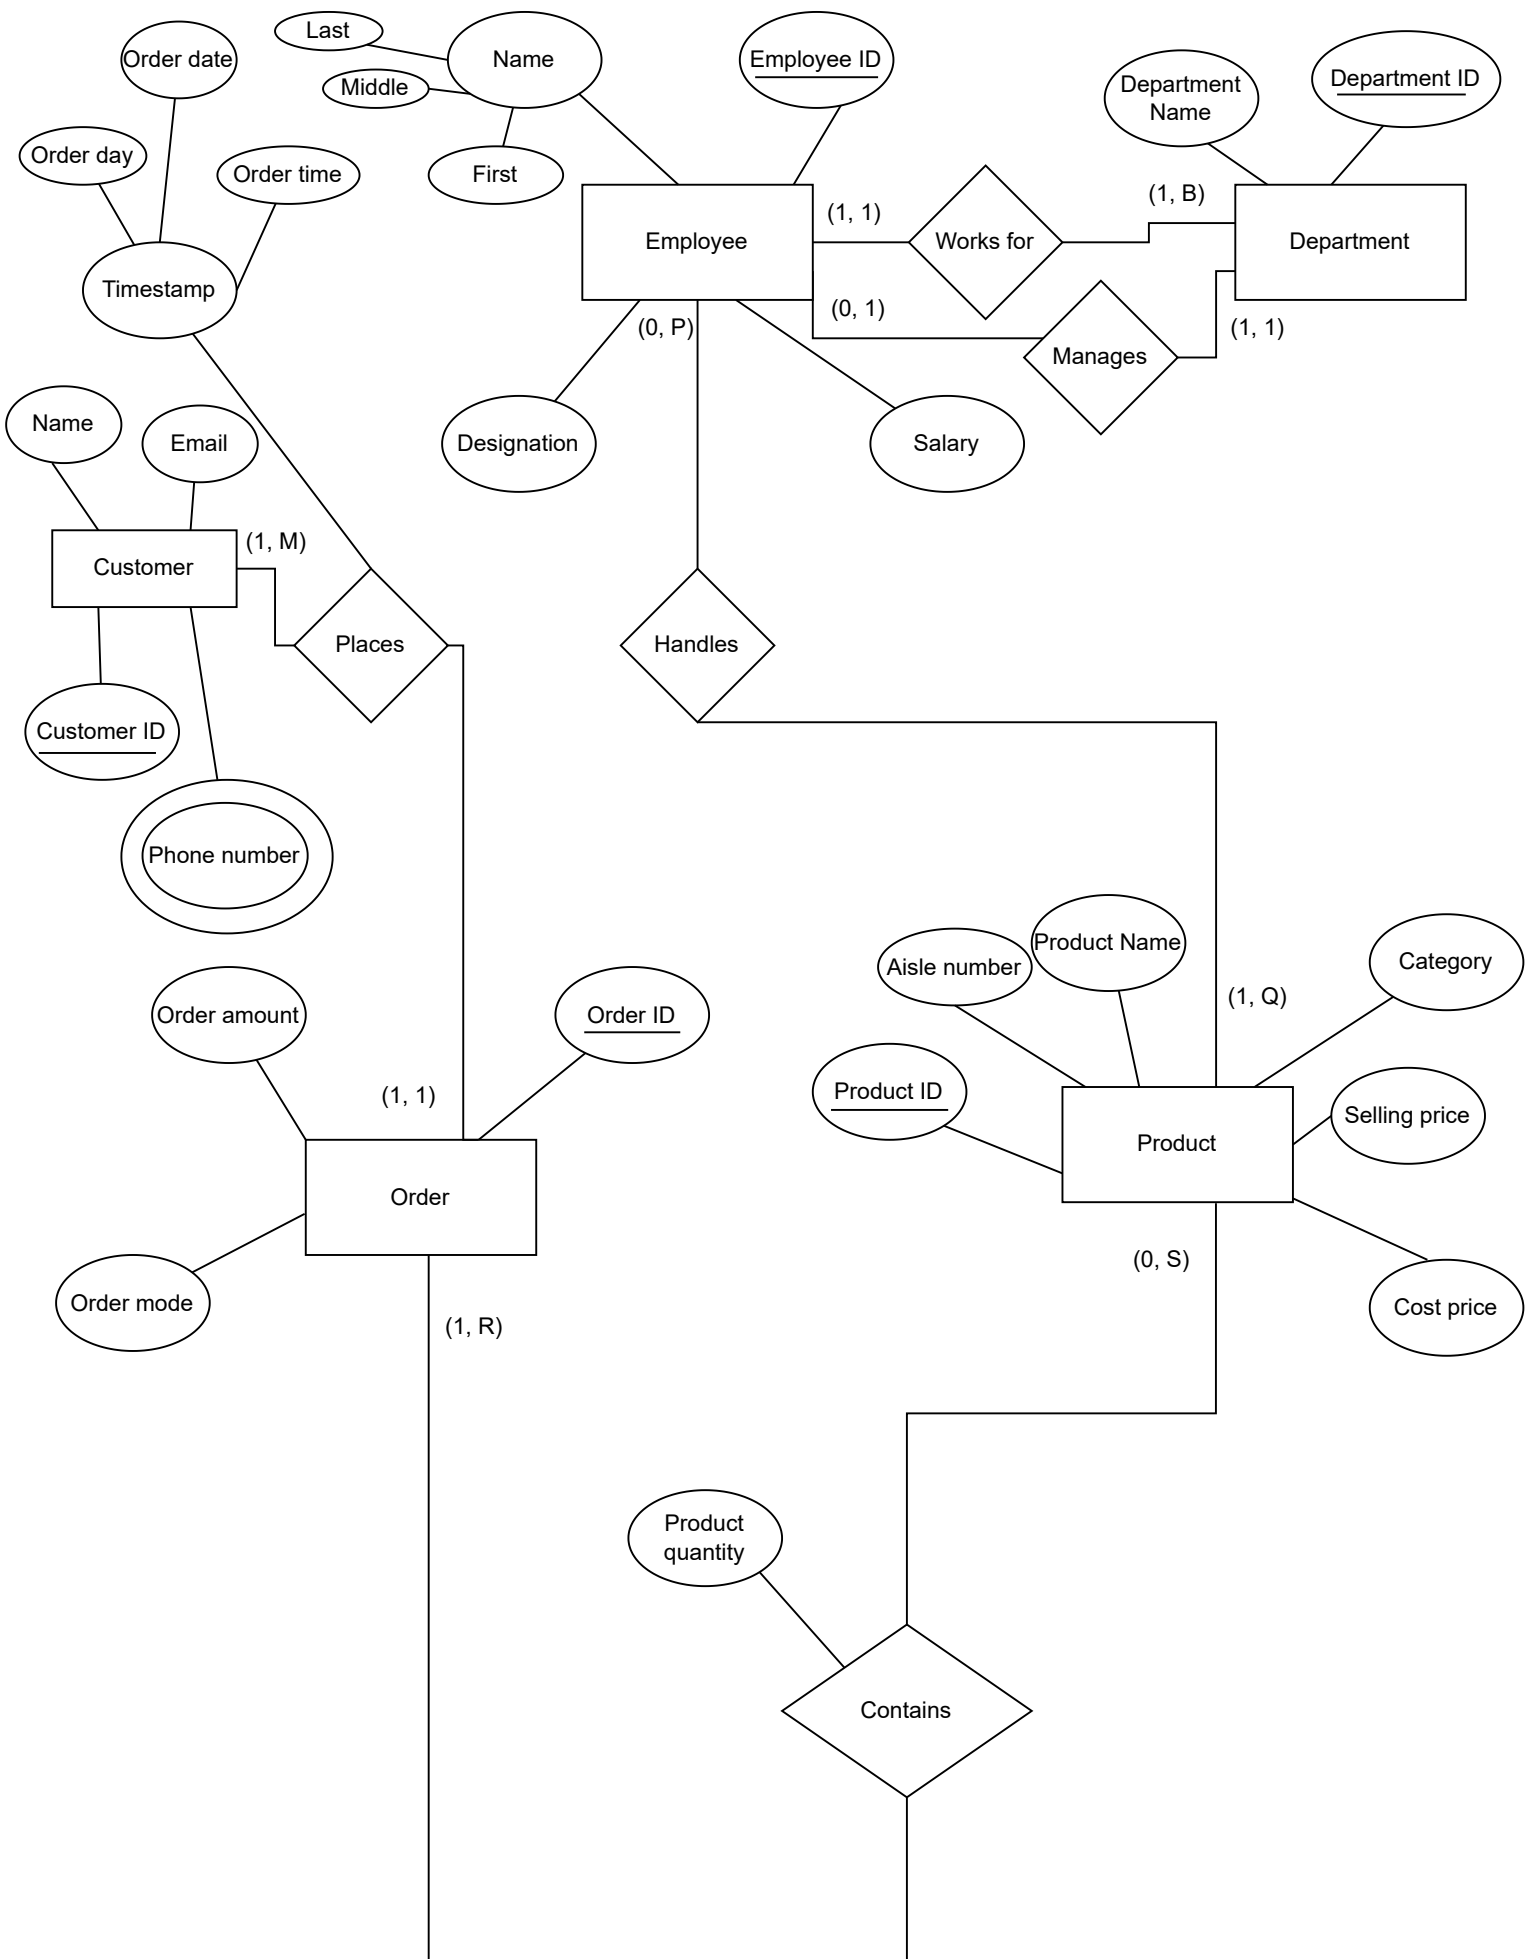 Last
Name
Employee ID
Order date
Middle
Department
Name
Department ID
Order day
Order time
First
(1, 1)
(1, B)
Employee
Works for
Department
Timestamp
(0, P)
(0, 1)
(1, 1)
Manages
Name
Email
Designation
Salary
Customer
(1, M)
Places
Handles
Customer ID
Phone number
Aisle number
Product Name
Category
(1, Q)
Order amount
Order ID
(1, 1)
Product ID
Selling price
Product
Order
(0, S)
Order mode
Cost price
(1, R)
Product
quantity
Contains